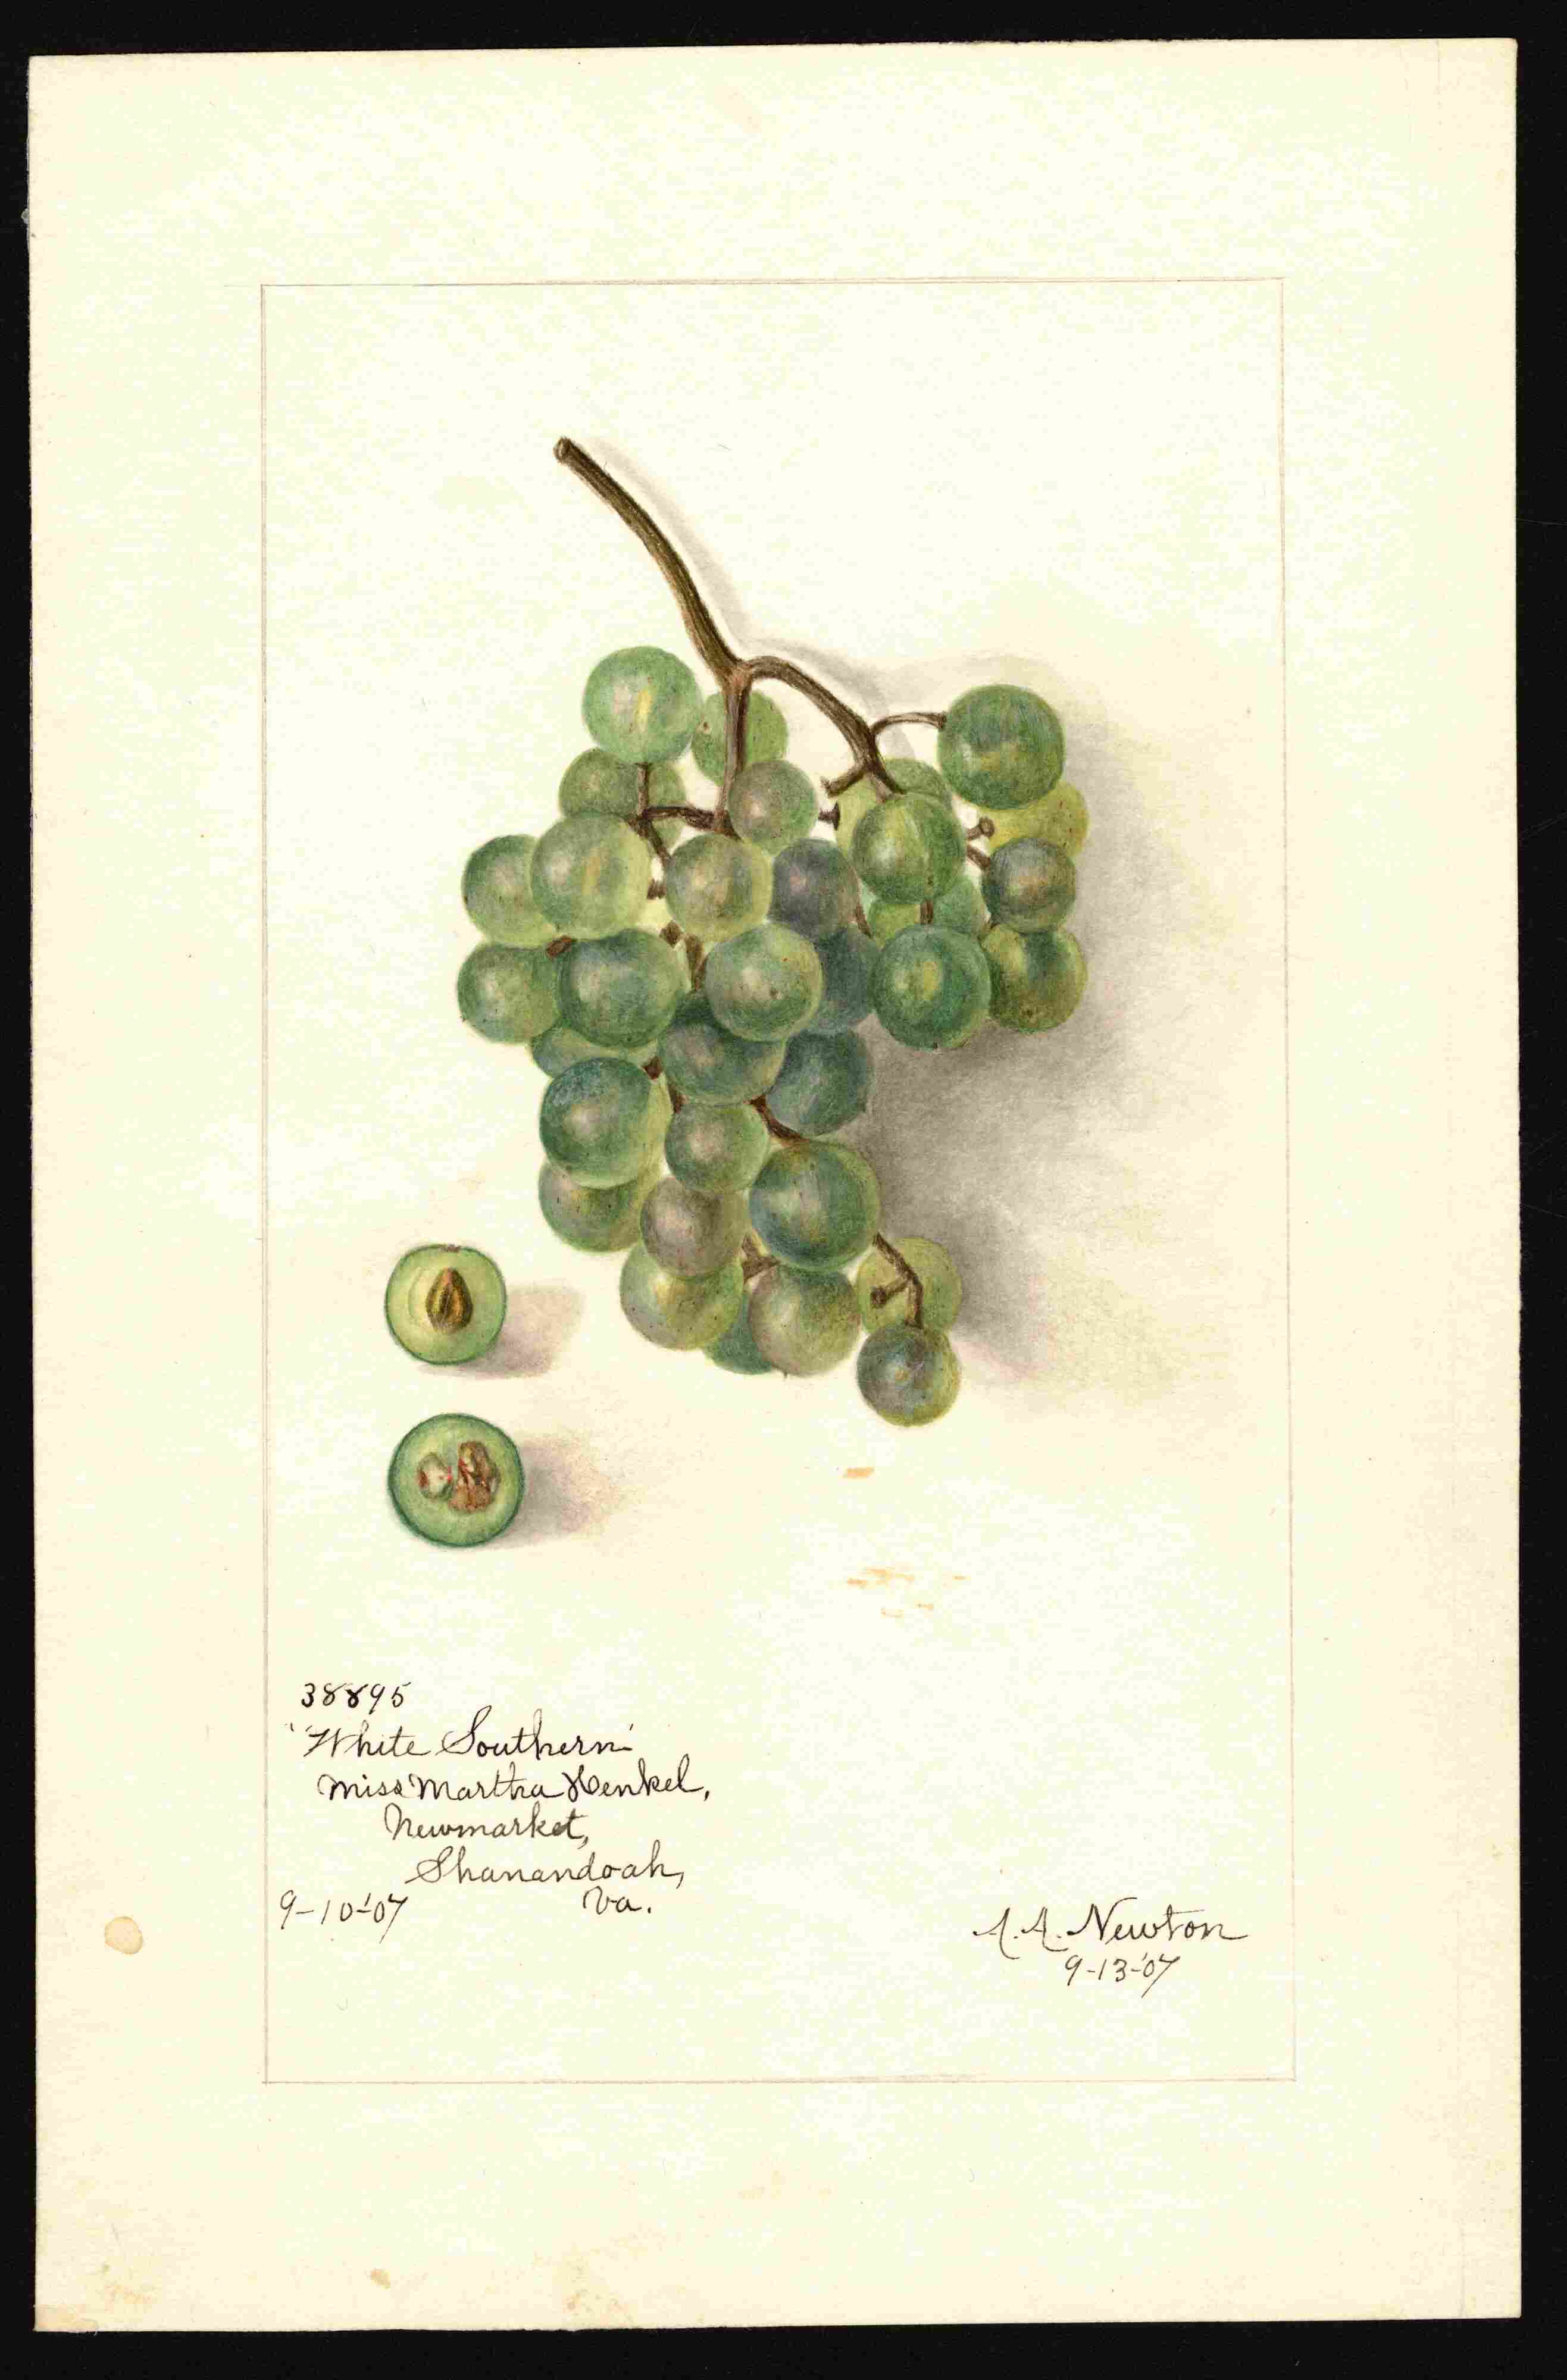 38895
"White Southern"
Miss Martha Henkel,
Newmarket,
Shanandoah,
9-10-'07 Va.
A.A. Newton
9-13-'07